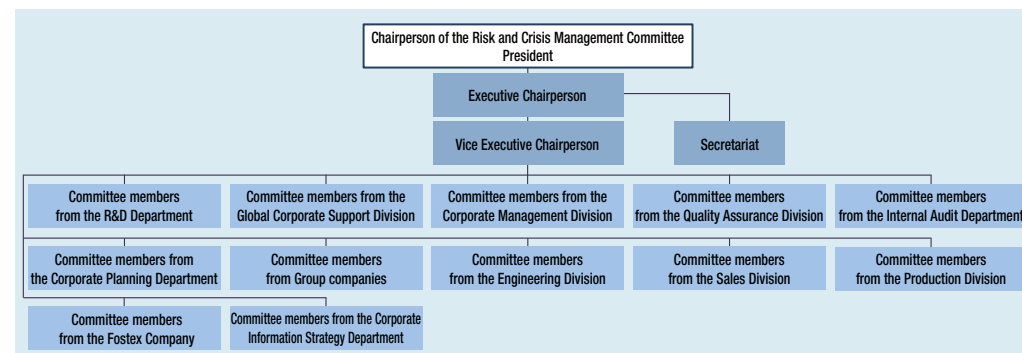 Chairperson of the Risk and Crisis Management Committee
President
Executive Chairperson
Vice Executive Chairperson
Secretariat
Committee members
from the R&D Department
Committee members from the
Global Corporate Support Division
Committee members from the
Corporate Management Division
Committee members
from the Quality Assurance Division
Committee members
from the Internal Audit Department
Committee members from
the Corporate Planning Department
Committee members
from Group companies
Committee members
from the Engineering Division
Committee members
from the Sales Division
Committee members
from the Production Division
Committee members
from the Fostex Company
Committee members from the Corporate
Information Strategy Department